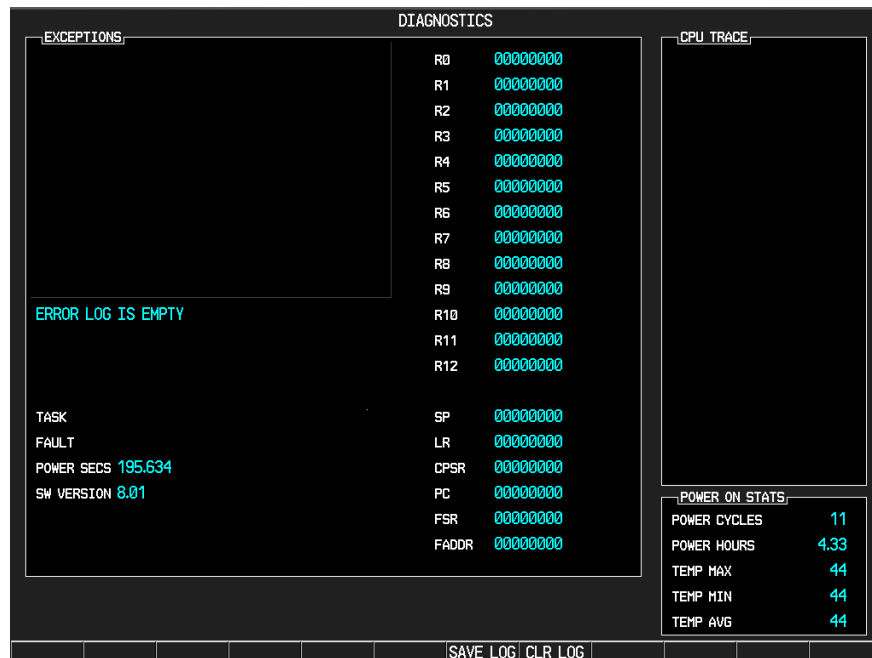 DIAGNOSTICS
EXCEPTIONS
R0 00000000
R1 00000000
R2 00000000
R3 00000000
R4 00000000
R5 00000000
R6 00000000
R7 00000000
R8 00000000
R9 00000000
ERROR LOG IS EMPTY
R10 00000000
R11 00000000
R12 00000000
TASK
SP 00000000
FAULT
LR 00000000
POWER SECS 195.634
CPSR 00000000
SW VERSION 8.01
PC 00000000
FSR 00000000
FADDR 00000000
CPU TRACE
POWER ON STATS
POWER CYCLES 11
POWER HOURS 4.33
TEMP MAX 44
TEMP MIN 44
TEMP AVG 44
SAVE LOG CLR LOG